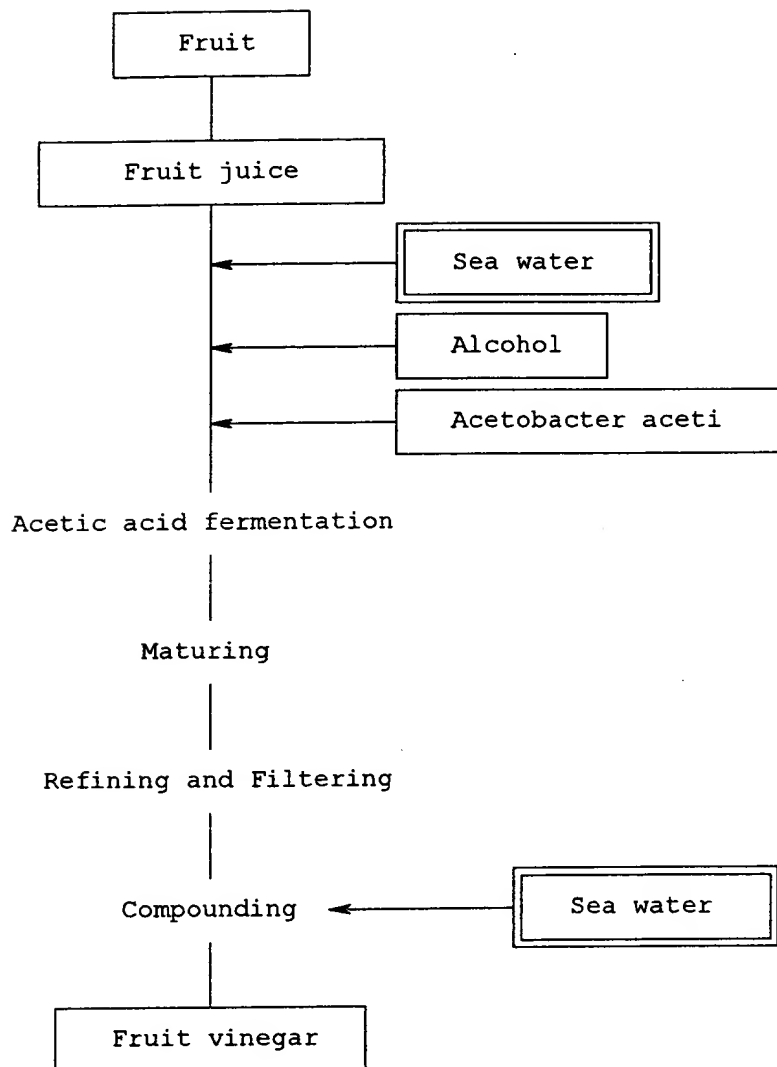 Fruit
Fruit juice
Sea water
Alcohol
Acetobacter aceti
Acetic acid fermentation
Maturing
Refining and Filtering
Compounding
Sea water
Fruit vinegar